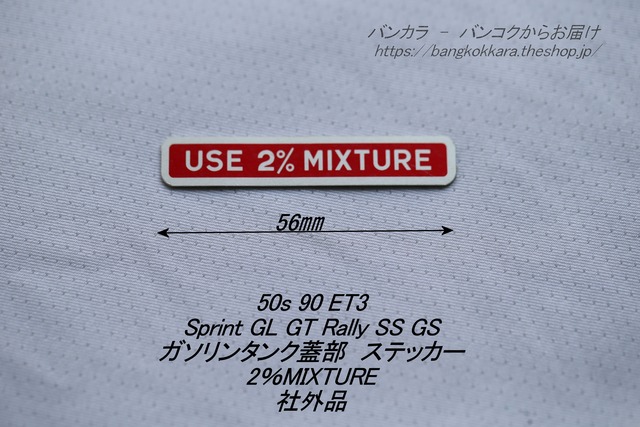 バンカラ - バンコクからお届け
https://bangkokkara.theshop.jp/
USE 2% MIXTURE
56mm
50s 90 ET3
Sprint GL GT Rally SS GS
ガソリンタンク蓋部 ステッカー
2%MIXTURE
社外品